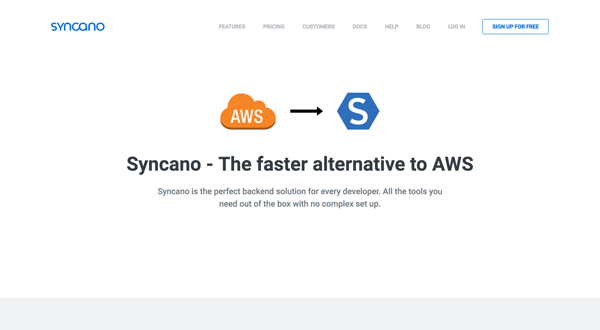 SYNCANO
FEATURES PRICING CUSTOMERS DOCS HELP BLOG LOG IN SIGN UP FOR FREE
AWS S
Syncano - The faster alternative to AWS
Syncano is the perfect backend solution for every developer. All the tools you
need out of the box with no complex set up.